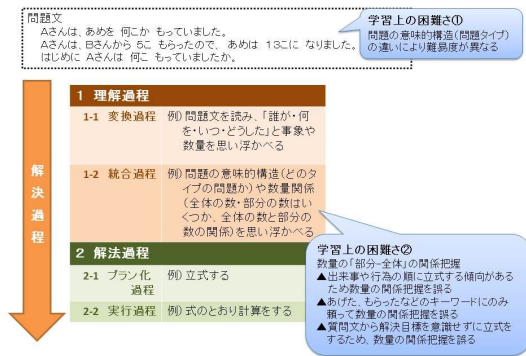 問題文
Aさんは、あめを 何こか もっていました。
Aさんは、Bさんから 5こ もらったので、あめは 13こに なりました。
はじめに Aさんは 何こ もっていましたか。
学習上の困難さ①
問題の意味的構造(問題タイプ)
の違いにより難易度が異なる
解決過程
1 理解過程
1-1 変換過程 例) 問題文を読み、「誰が・何
を・いつ・どうした」と事象や
数量を思い浮かべる
1-2 統合過程 例) 問題の意味的構造(どのタ
イプの問題か)や数量関係
(全体の数・部分の数はい
くつか、全体の数と部分の
数の関係)を思い浮かべる
2 解法過程
2-1 プラン化 例) 立式する
過程
2-2 実行過程 例) 式のとおり計算をする
学習上の困難さ②
数量の「部分-全体」の関係把握
▲出来事や行為の順に立式する傾向がある
ため数量の関係把握を誤る
▲あげた、もらったなどのキーワードにのみ
頼って数量の関係把握を誤る
▲質問文から解決目標を意識せずに立式を
するため、数量の関係把握を誤る